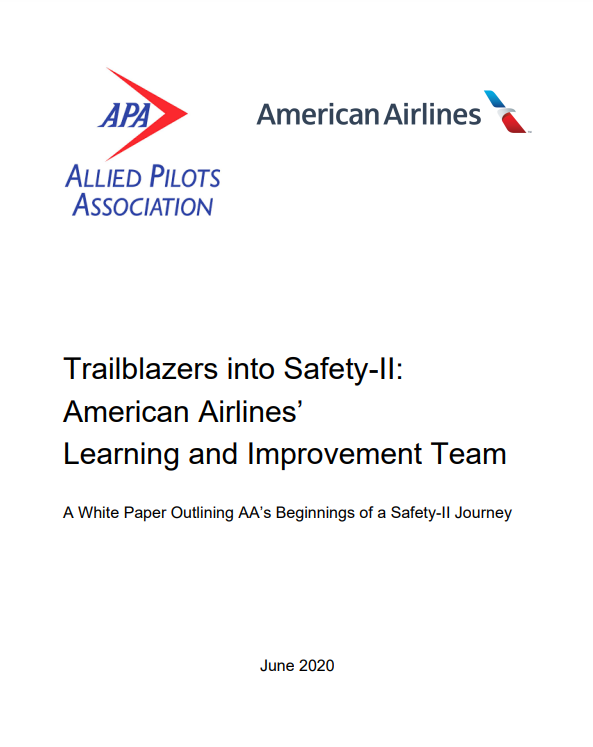 APA
ALLIED PILOTS
ASSOCIATION
American Airlines
Trailblazers into Safety-II:
American Airlines’
Learning and Improvement Team
A White Paper Outlining AA’s Beginnings of a Safety-II Journey
June 2020